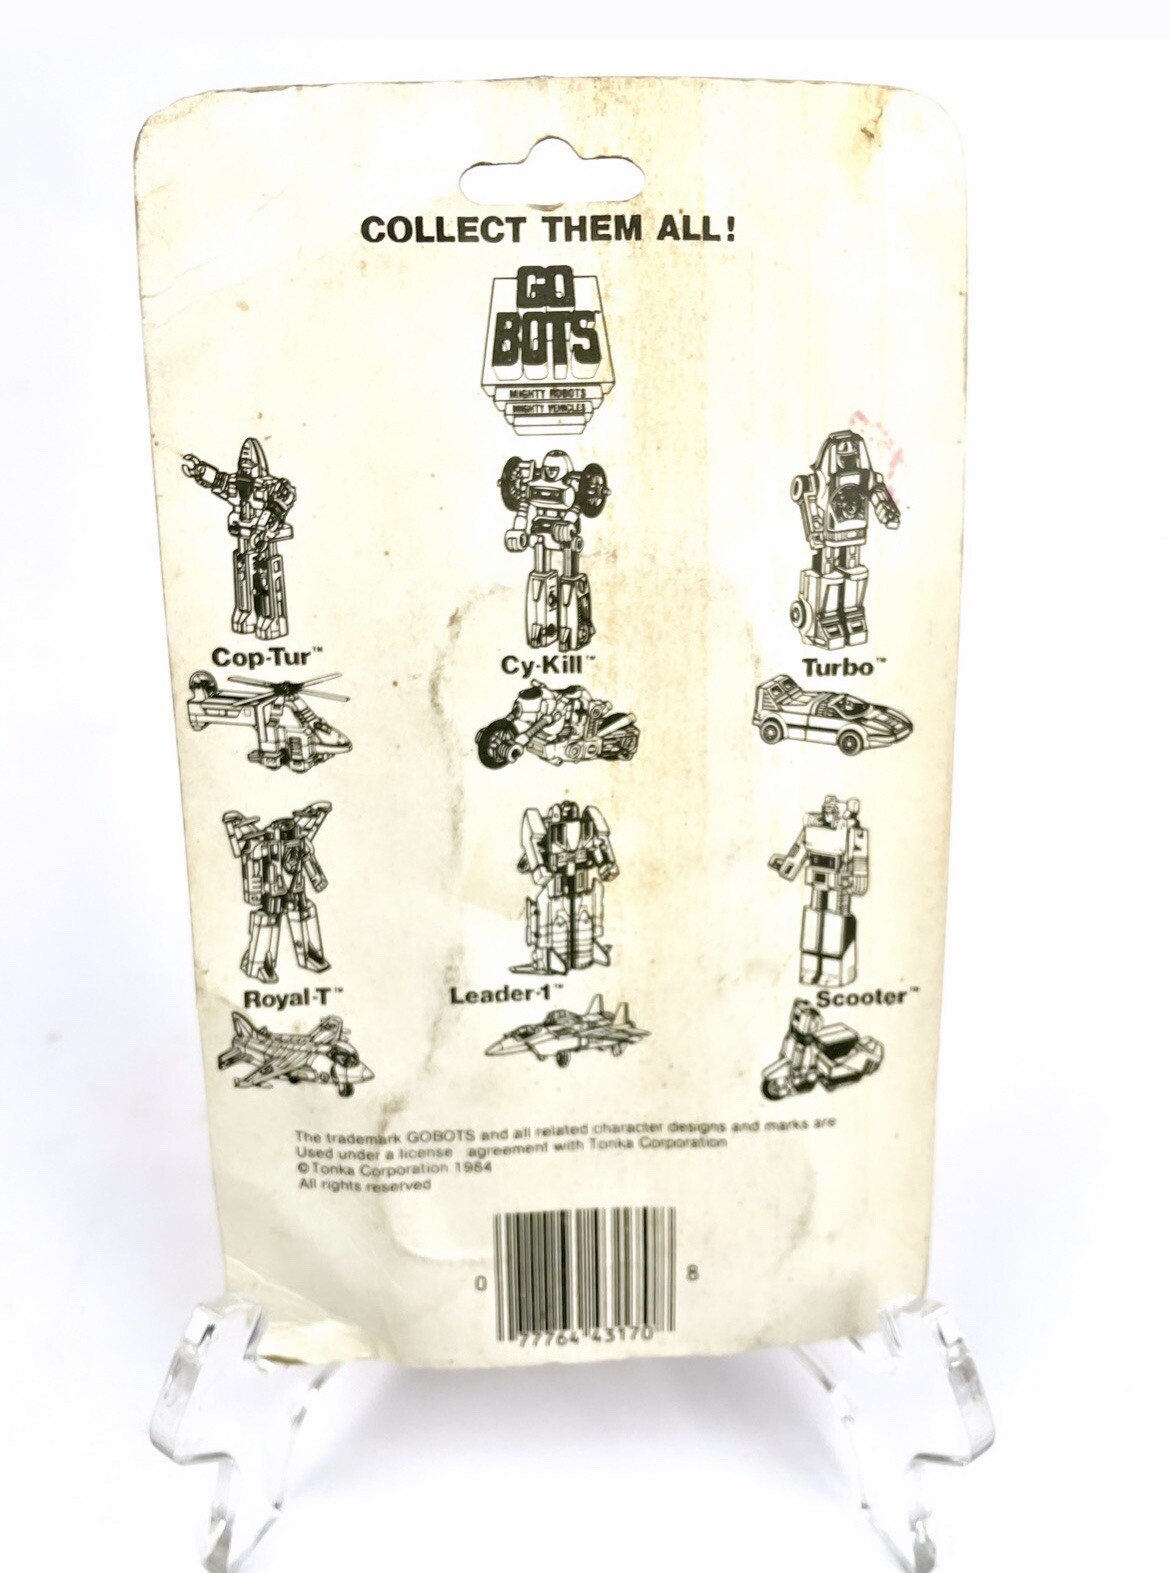 COLLECT THEM ALL!
GO
BOTS™
MIGHTY ROBOTS
MIGHTY VEHICLES
Cop-Tur™
Cy-Kill™
Turbo™
Royal-T™
Leader-1™
Scooter™
The trademark GOBOTS and all related character designs and marks are
Used under a license agreement with Tonka Corporation
©Tonka Corporation 1984
All rights reserved
0 77764 43170 8